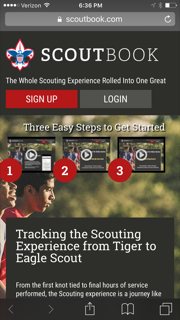 Verizon 6:36 PM
scoutbook.com
SCOUTBOOK
The Whole Scouting Experience Rolled Into One Great
SIGN UP LOGIN
Three Easy Steps to Get Started
1 2 3
Tracking the Scouting
Experience from Tiger to
Eagle Scout
From the first knot tied to final hours of service
performed, the Scouting experience is a journey like